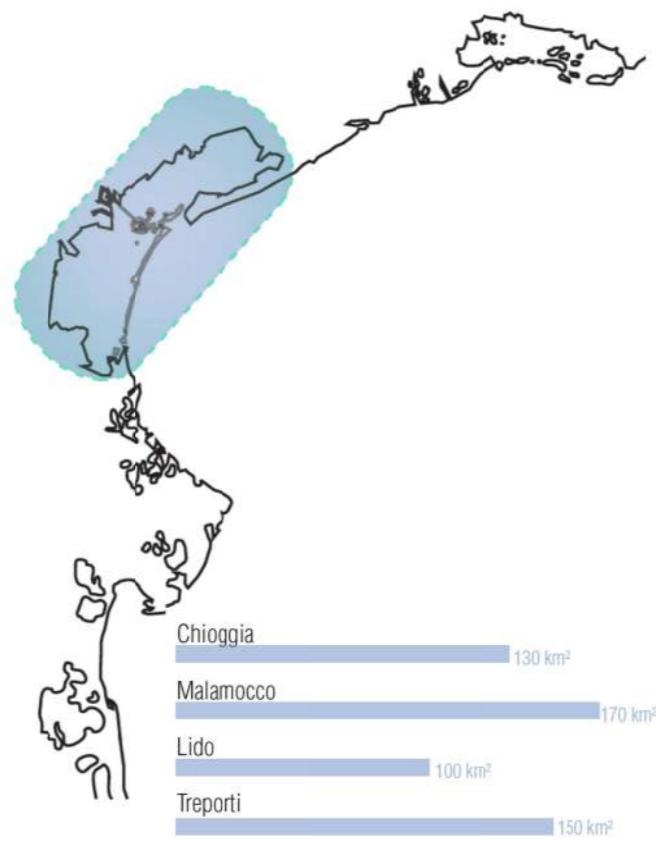 Chioggia
130 km²
Malamocco
170 km²
Lido
100 km²
Treporti
150 km²